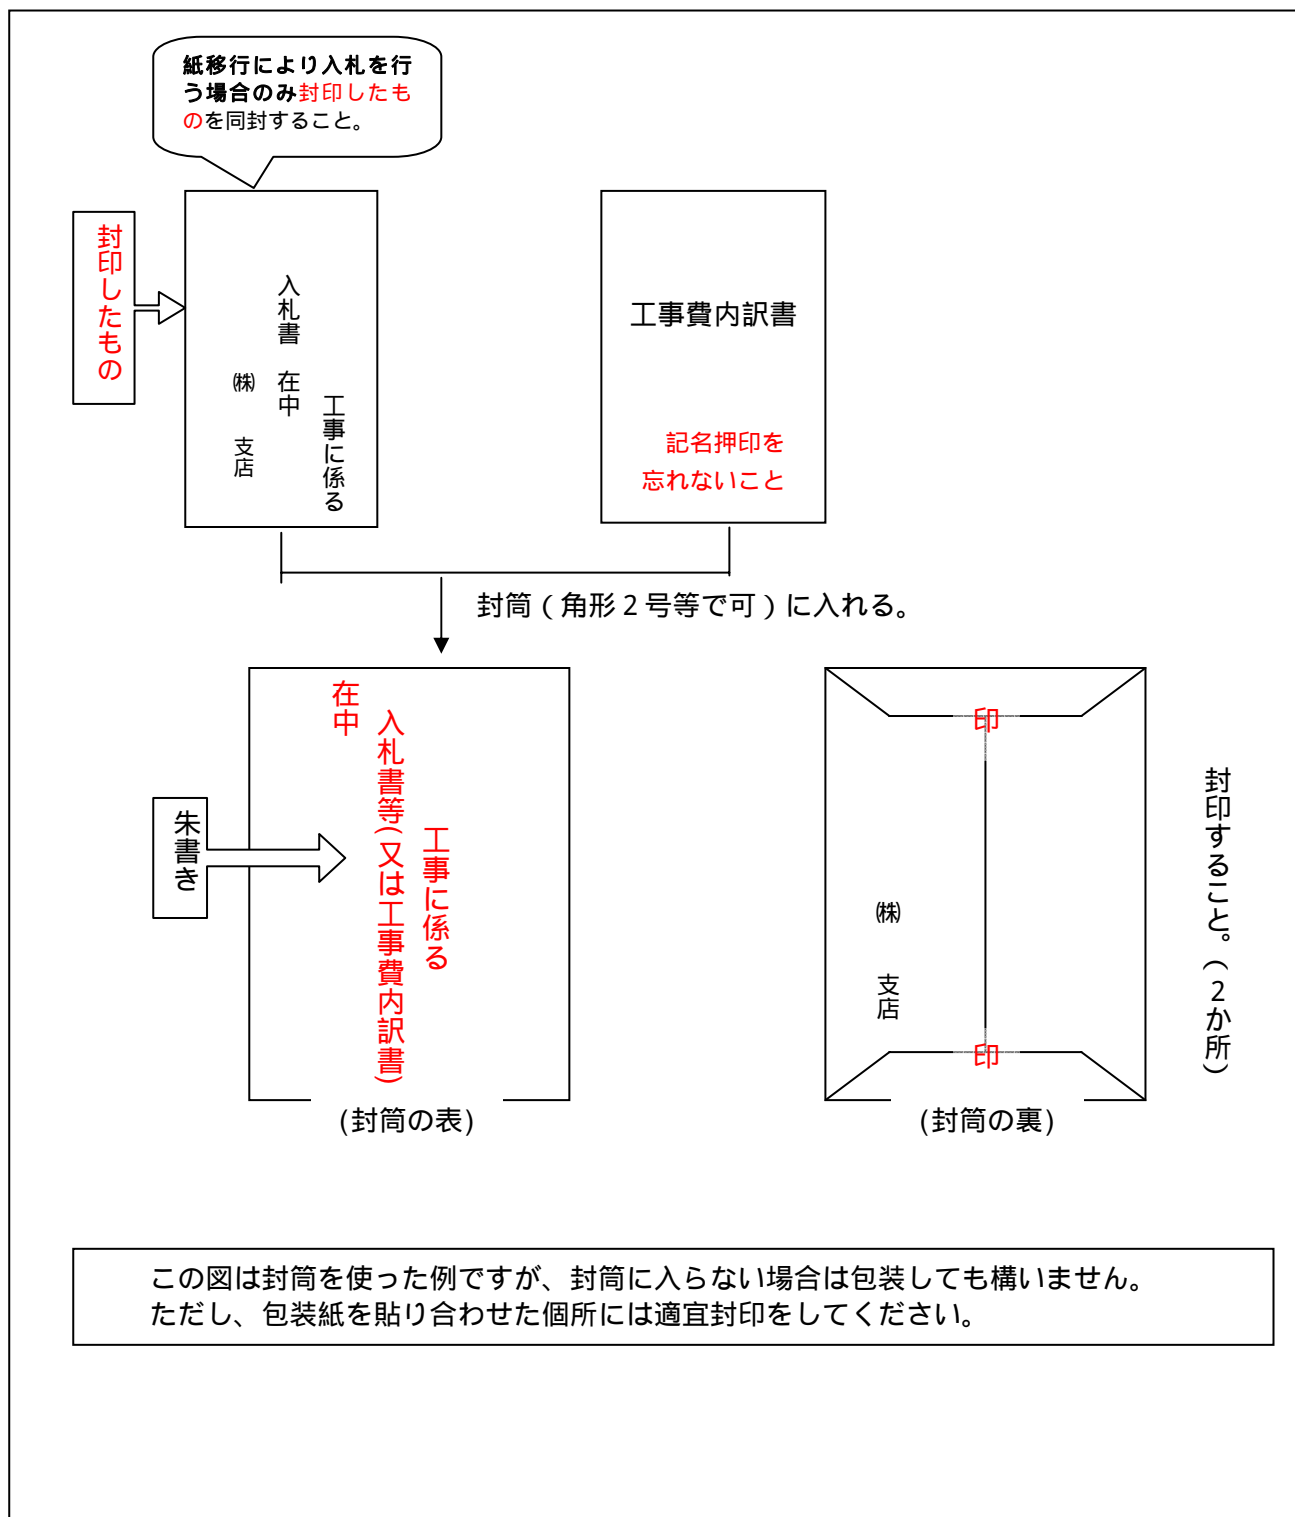 紙移行により入札を行
う場合のみ封印したも
のを同封すること。
封印したもの
工事に係る
入札書 在中
㈱ 支店
工事費内訳書
記名押印を
忘れないこと
封筒(角形2号等で可)に入れる。
朱書き
工事に係る
入札書等(又は工事費内訳書)
在中
(封筒の表)
印
㈱ 支店
印
(封筒の裏)
封印すること。(2か所)
この図は封筒を使った例ですが、封筒に入らない場合は包装しても構いません。
ただし、包装紙を貼り合わせた個所には適宜封印をしてください。